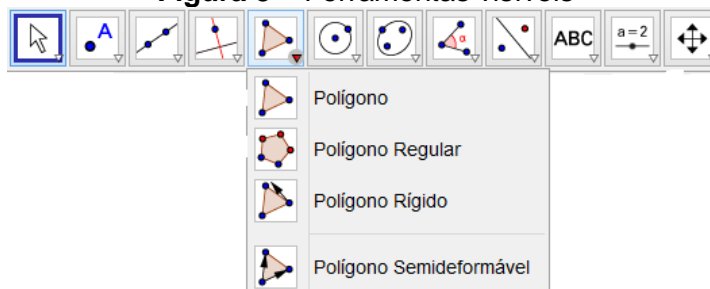 A α ABC a=2
Polígono
Polígono Regular
Polígono Rígido
Polígono Semideformável